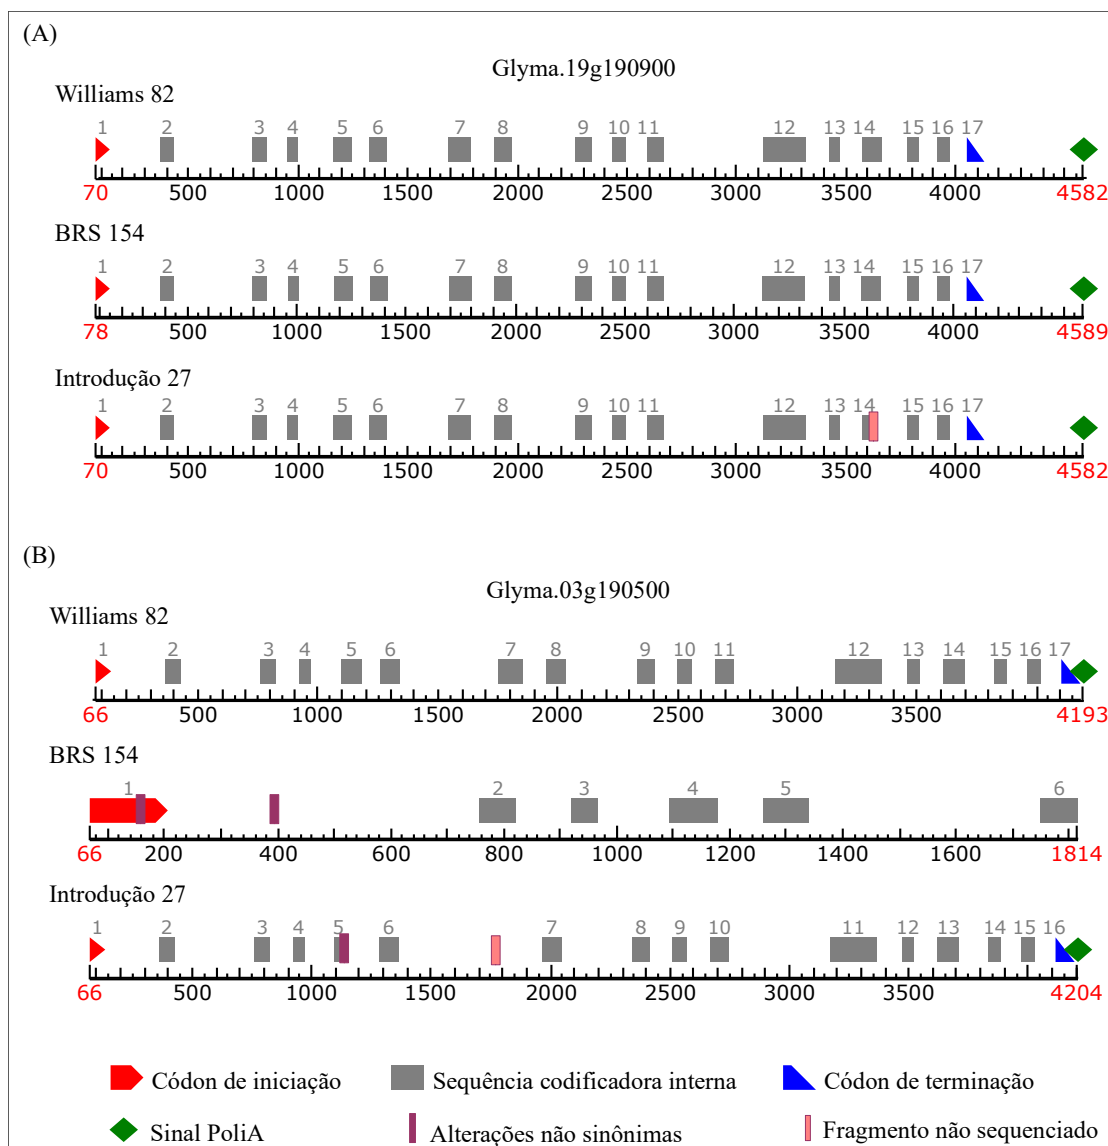 (A)
Glyma.19g190900
Williams 82
1 2 3 4 5 6 7 8 9 10 11 12 13 14 15 16 17
70 500 1000 1500 2000 2500 3000 3500 4000 4582
BRS 154
1 2 3 4 5 6 7 8 9 10 11 12 13 14 15 16 17
78 500 1000 1500 2000 2500 3000 3500 4000 4589
Introdução 27
1 2 3 4 5 6 7 8 9 10 11 12 13 14 15 16 17
70 500 1000 1500 2000 2500 3000 3500 4000 4582
(B)
Glyma.03g190500
Williams 82
1 2 3 4 5 6 7 8 9 10 11 12 13 14 15 16 17
66 500 1000 1500 2000 2500 3000 3500 4193
BRS 154
1 2 3 4 5 6
66 200 400 600 800 1000 1200 1400 1600 1814
Introdução 27
1 2 3 4 5 6 7 8 9 10 11 12 13 14 15 16
66 500 1000 1500 2000 2500 3000 3500 4204
Códon de iniciação Sequência codificadora interna Códon de terminação
Sinal PoliA Alterações não sinônimas Fragmento não sequenciado